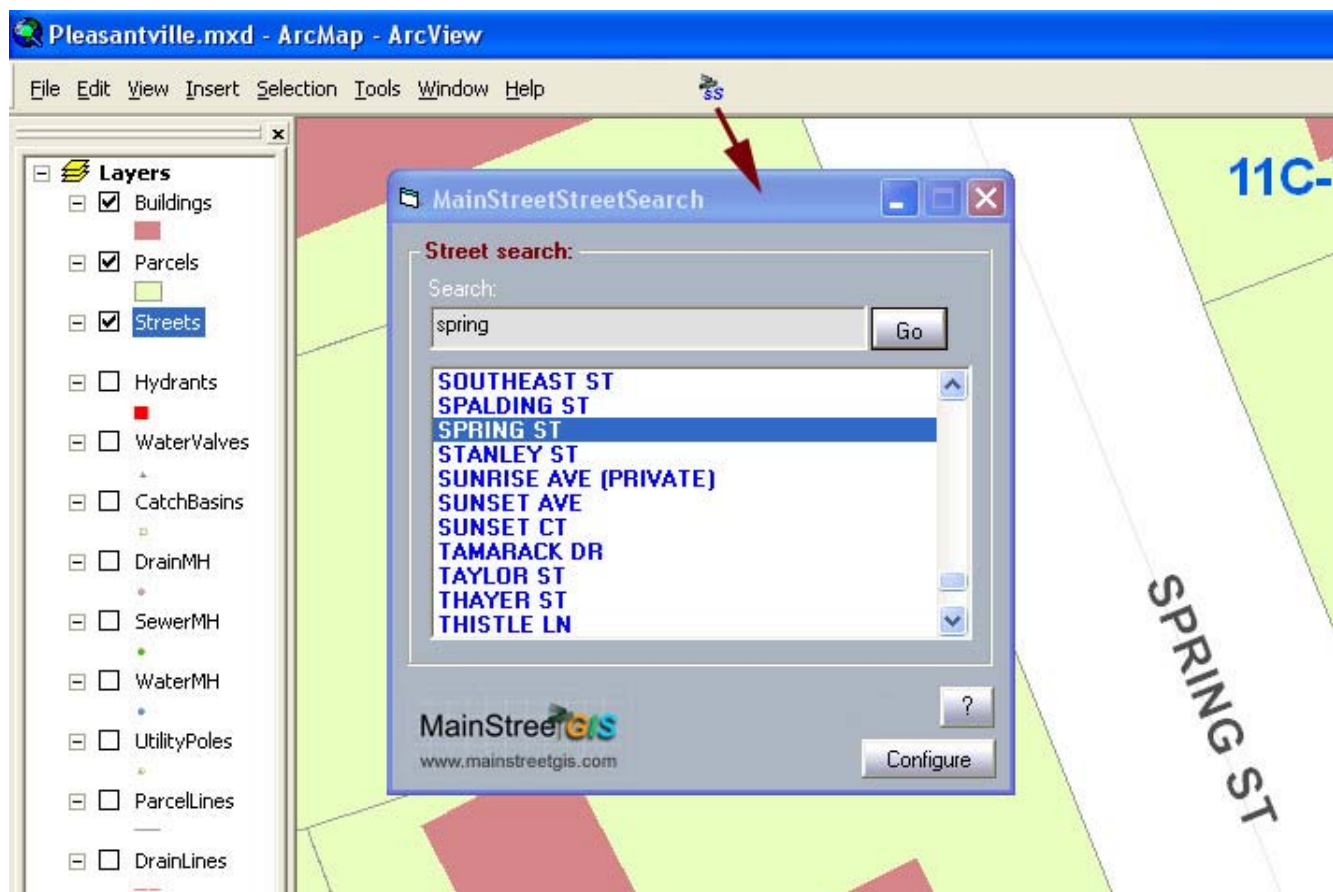 Pleasantville.mxd - ArcMap - ArcView
File Edit View Insert Selection Tools Window Help
SS
Layers
Buildings
Parcels
Streets
Hydrants
WaterValves
CatchBasins
DrainMH
SewerMH
WaterMH
UtilityPoles
ParcelLines
DrainLines
MainStreetStreetSearch
Street search:
Search:
spring
Go
SOUTHEAST ST
SPALDING ST
SPRING ST
STANLEY ST
SUNRISE AVE (PRIVATE)
SUNSET AVE
SUNSET CT
TAMARACK DR
TAYLOR ST
THAYER ST
THISTLE LN
MainStreetGIS
www.mainstreetgis.com
?
Configure
11C-
SPRING ST